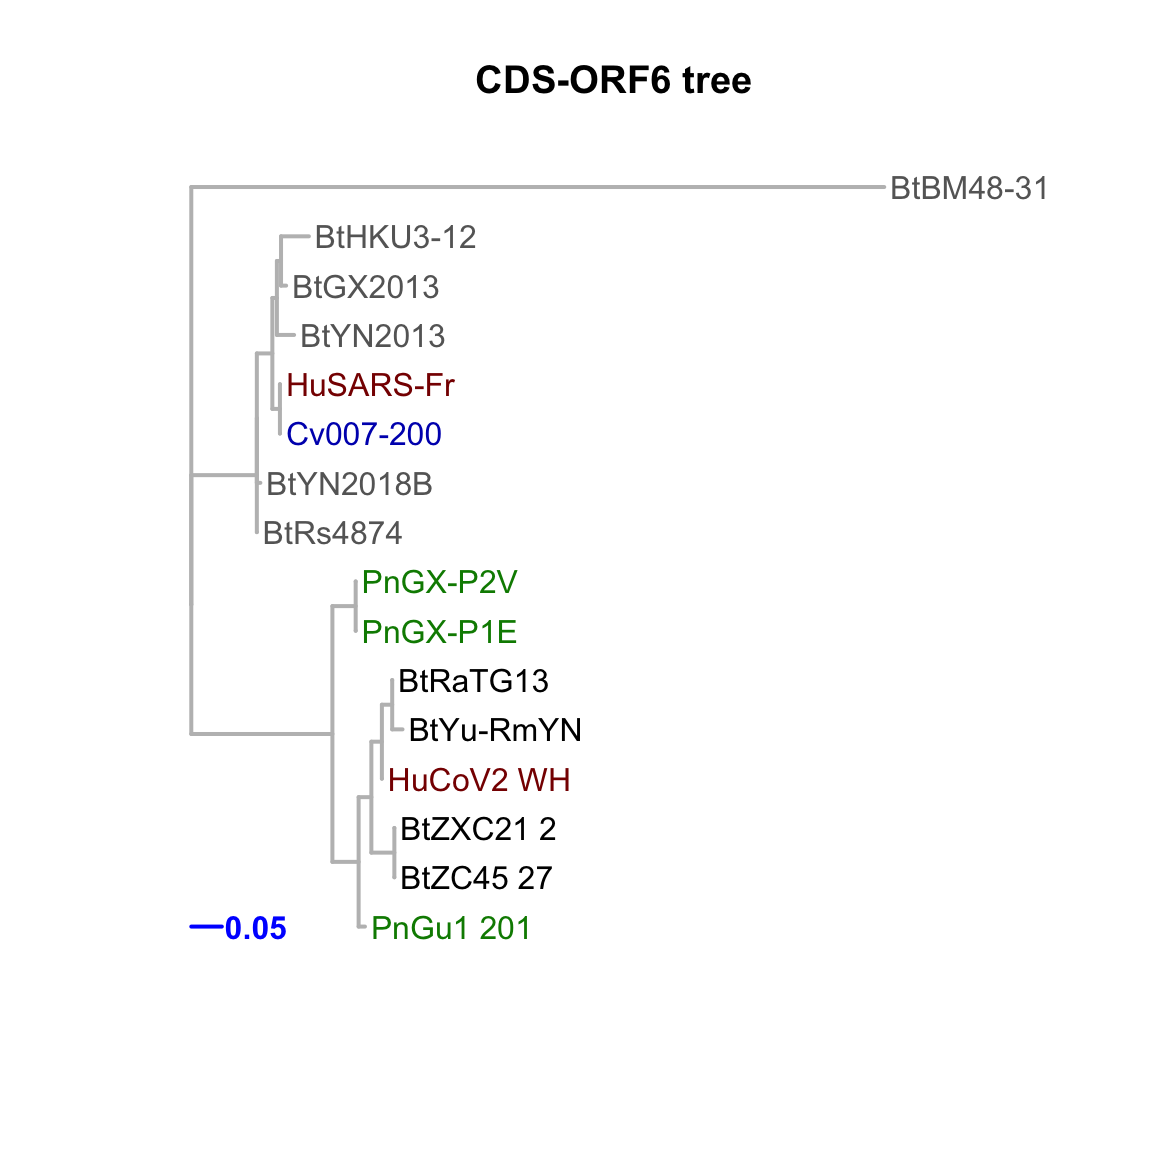 CDS-ORF6 tree
BtBM48-31
BtHKU3-12
BtGX2013
BtYN2013
HuSARS-Fr
Cv007-200
BtYN2018B
BtRs4874
PnGX-P2V
PnGX-P1E
BtRaTG13
BtYu-RmYN
HuCoV2 WH
BtZXC21 2
BtZC45 27
PnGu1 201
0.05